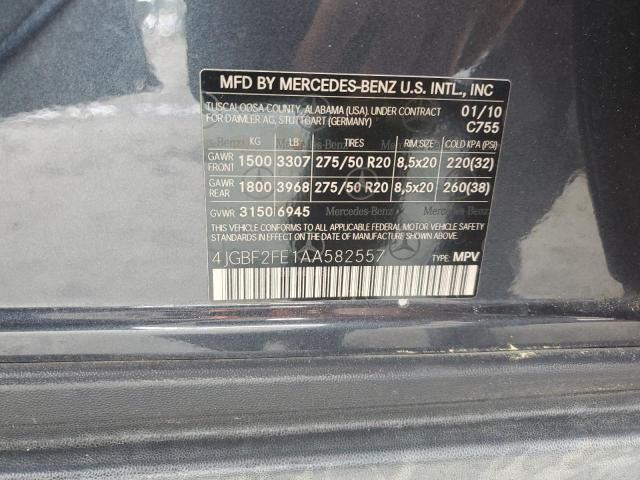 MFD BY MERCEDES-BENZ U.S. INTL., INC
TUSCALOOSA COUNTY, ALABAMA (USA), UNDER CONTRACT 01/10
FOR DAIMLER AG, STUTTGART (GERMANY) C755
KG LB TIRES RIM SIZE COLD KPA (PSI)
GAWR FRONT 1500 3307 275/50 R20 8,5x20 220(32)
GAWR REAR 1800 3968 275/50 R20 8,5x20 260(38)
GVWR 3150 6945 Mercedes-Benz Mercedes-Benz
THIS VEHICLE CONFORMS TO ALL APPLICABLE FEDERAL MOTOR VEHICLE
SAFETY STANDARDS IN EFFECT ON THE DATE OF MANUFACTURE SHOWN ABOVE.
4JGBF2FE1AA582557 TYPE: MPV